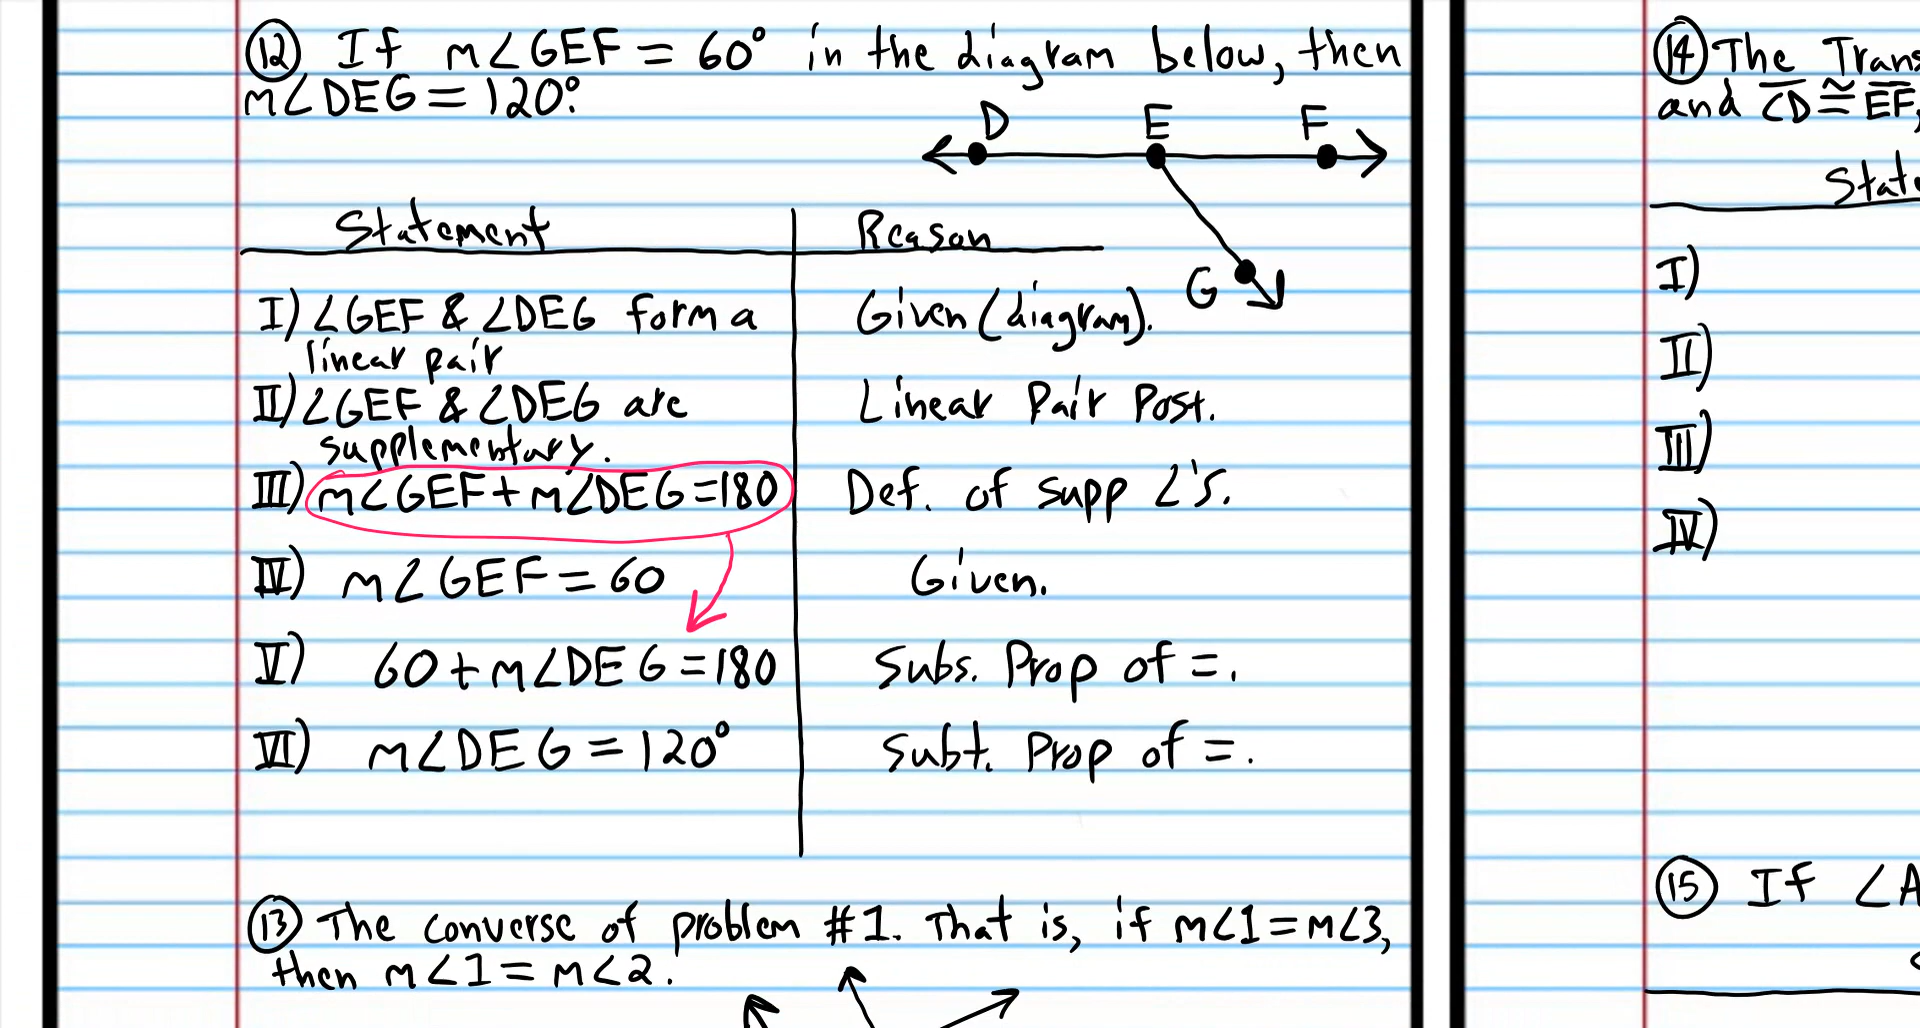 ⑫ If m∠GEF = 60° in the diagram below, then
m∠DEG = 120°.
D E F
G
Statement Reason
I) ∠GEF & ∠DEG form a Given (diagram).
linear pair
II) ∠GEF & ∠DEG are Linear Pair Post.
supplementary.
III) m∠GEF + m∠DEG = 180 Def. of supp ∠'s.
IV) m∠GEF = 60 Given.
V) 60 + m∠DEG = 180 Subs. Prop of =.
VI) m∠DEG = 120° Subt. Prop of =.
⑬ The converse of problem #1. That is, if m∠1 = m∠3,
then m∠1 = m∠2.
⑭ The Trans
and CD ≅ EF,
State
I)
II)
III)
IV)
⑮ If ∠A